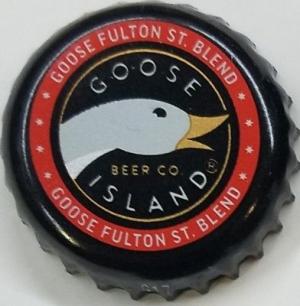 GOOSE FULTON ST. BLEND
GOOSE
BEER CO.
ISLAND®
GOOSE FULTON ST. BLEND